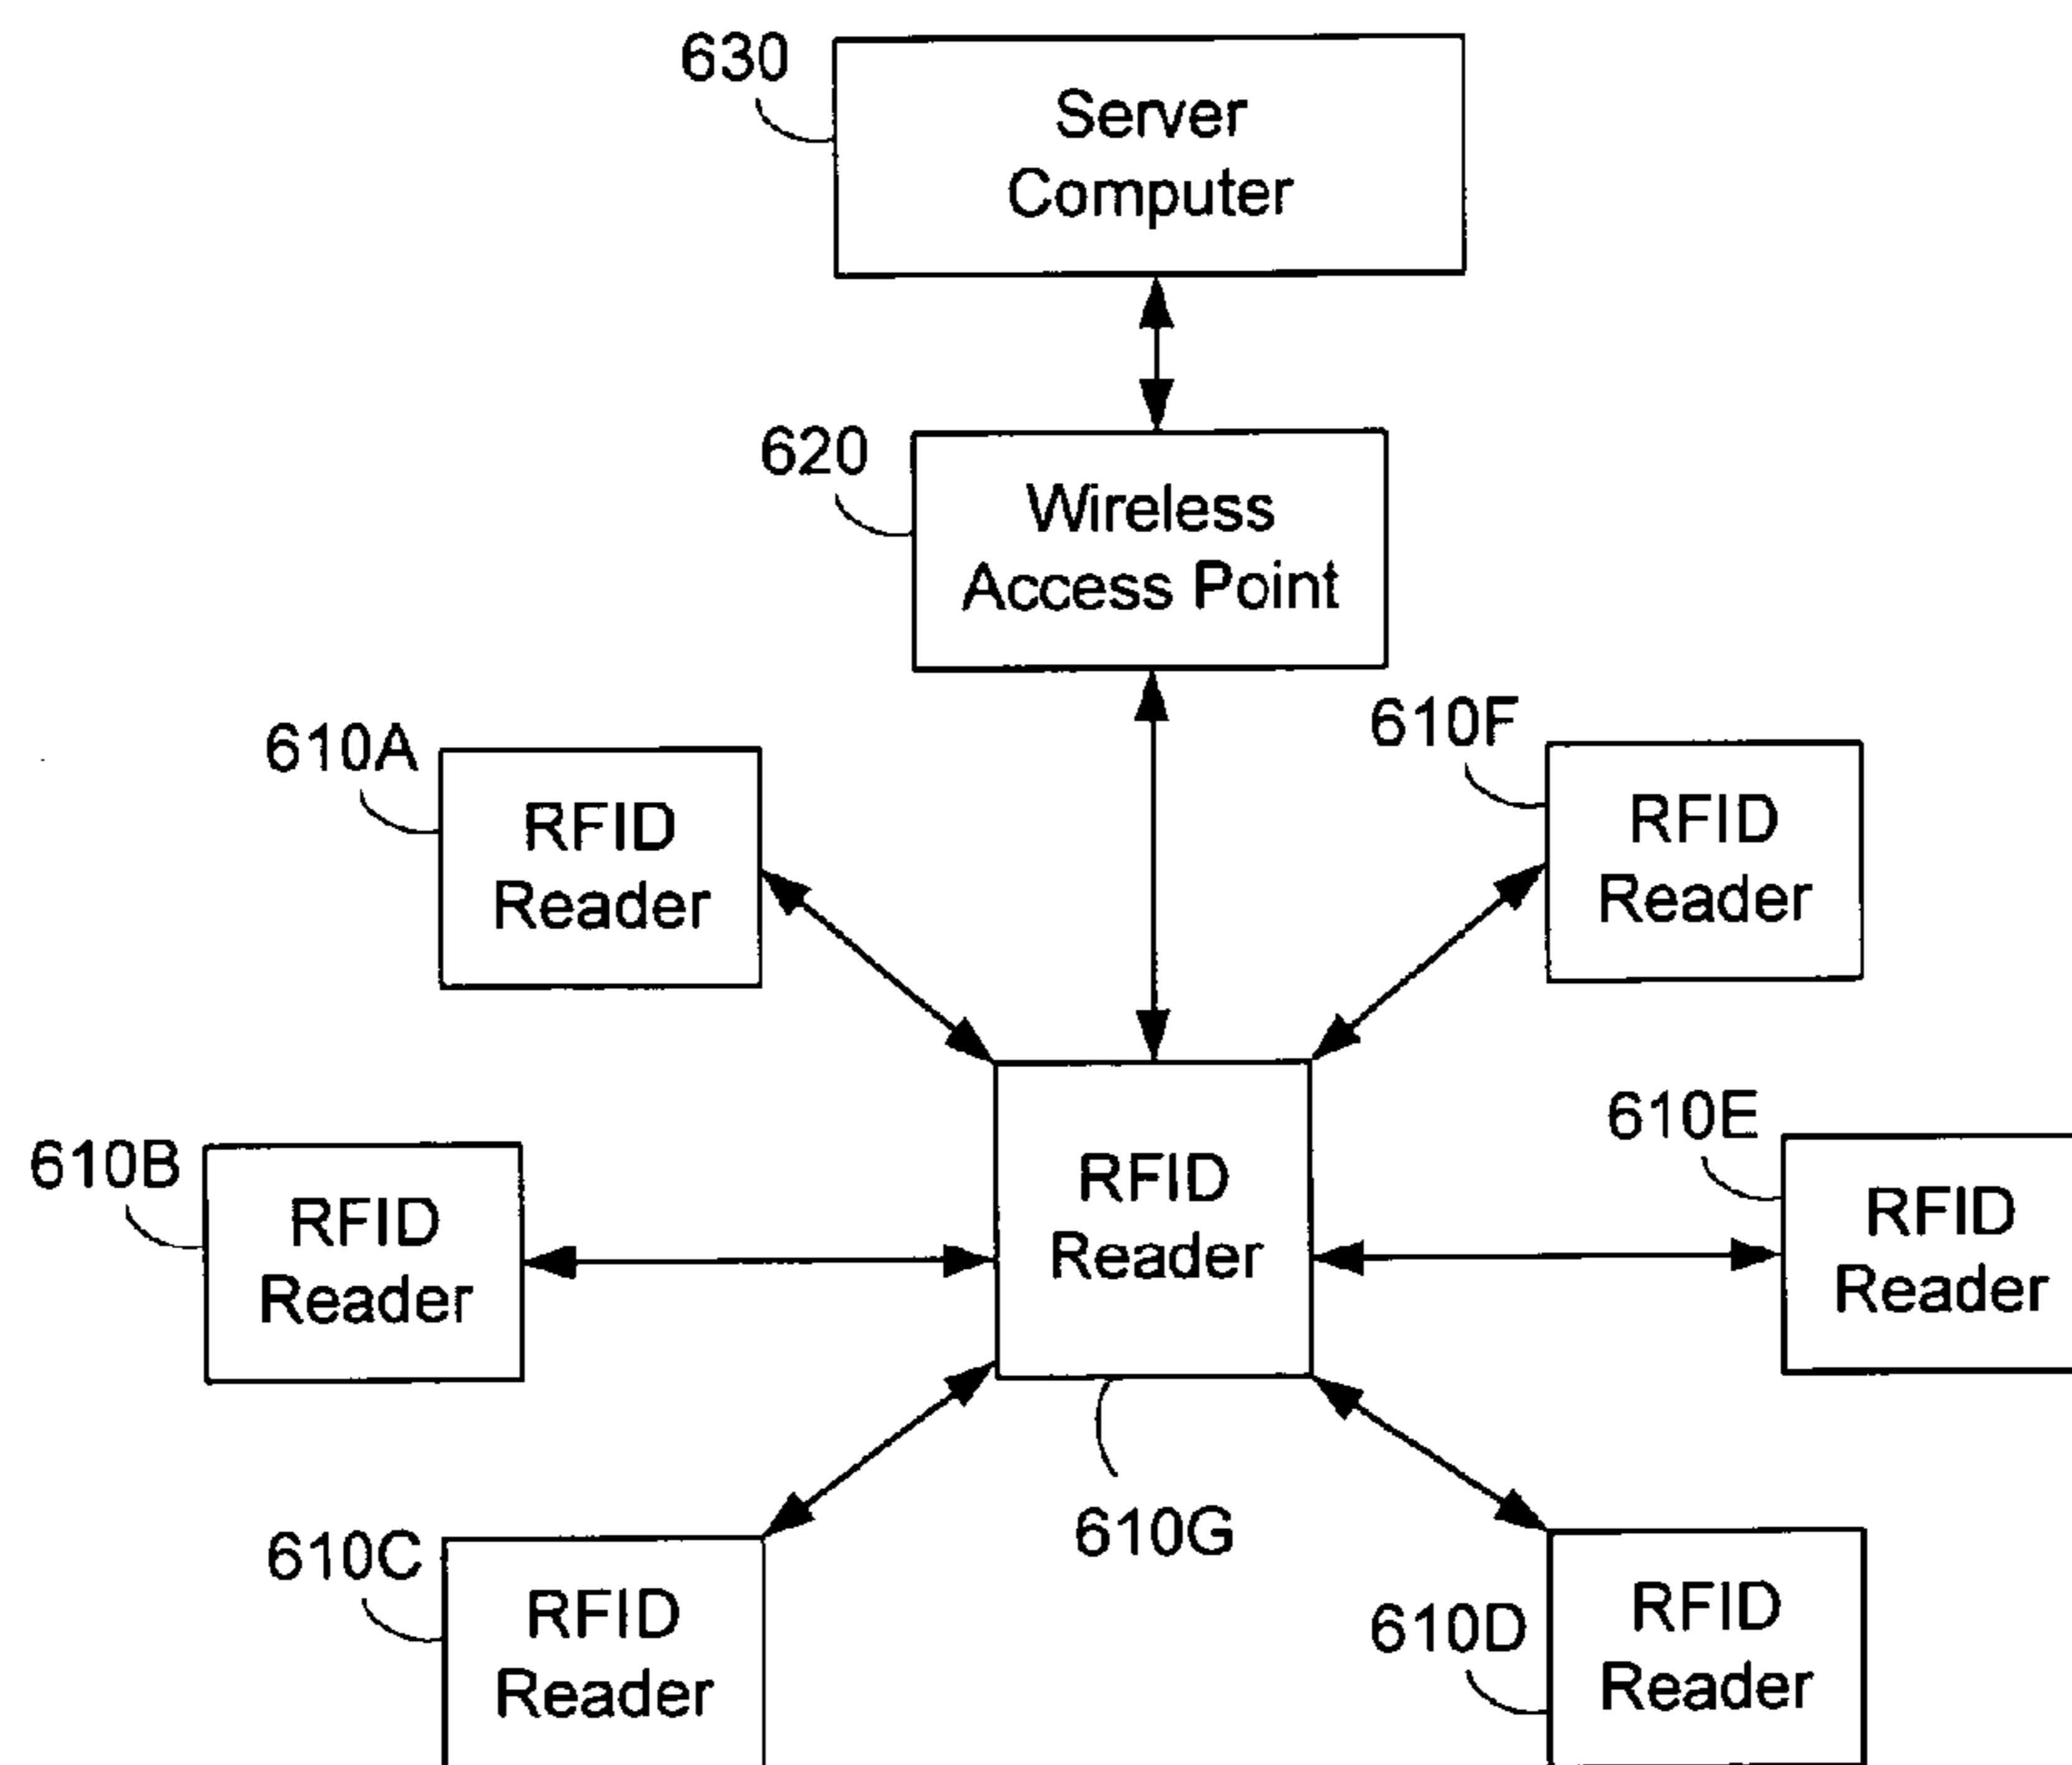 630
Server
Computer
620
Wireless
Access Point
610A
RFID
Reader
610F
RFID
Reader
610B
RFID
Reader
RFID
Reader
610E
RFID
Reader
610C
RFID
Reader
610G
610D
RFID
Reader